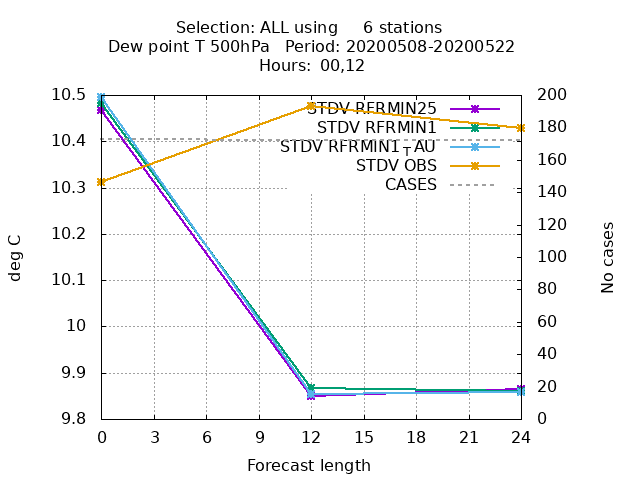 Selection: ALL using 6 stations
Dew point T 500hPa Period: 20200508-20200522
Hours: 00,12
STDV RFRMIN25
STDV RFRMIN1
STDV RFRMIN1_AU
STDV OBS
CASES
10.5
10.4
10.3
10.2
10.1
10
9.9
9.8
deg C
200
180
160
140
120
100
80
60
40
20
0
No cases
0 3 6 9 12 15 18 21 24
Forecast length